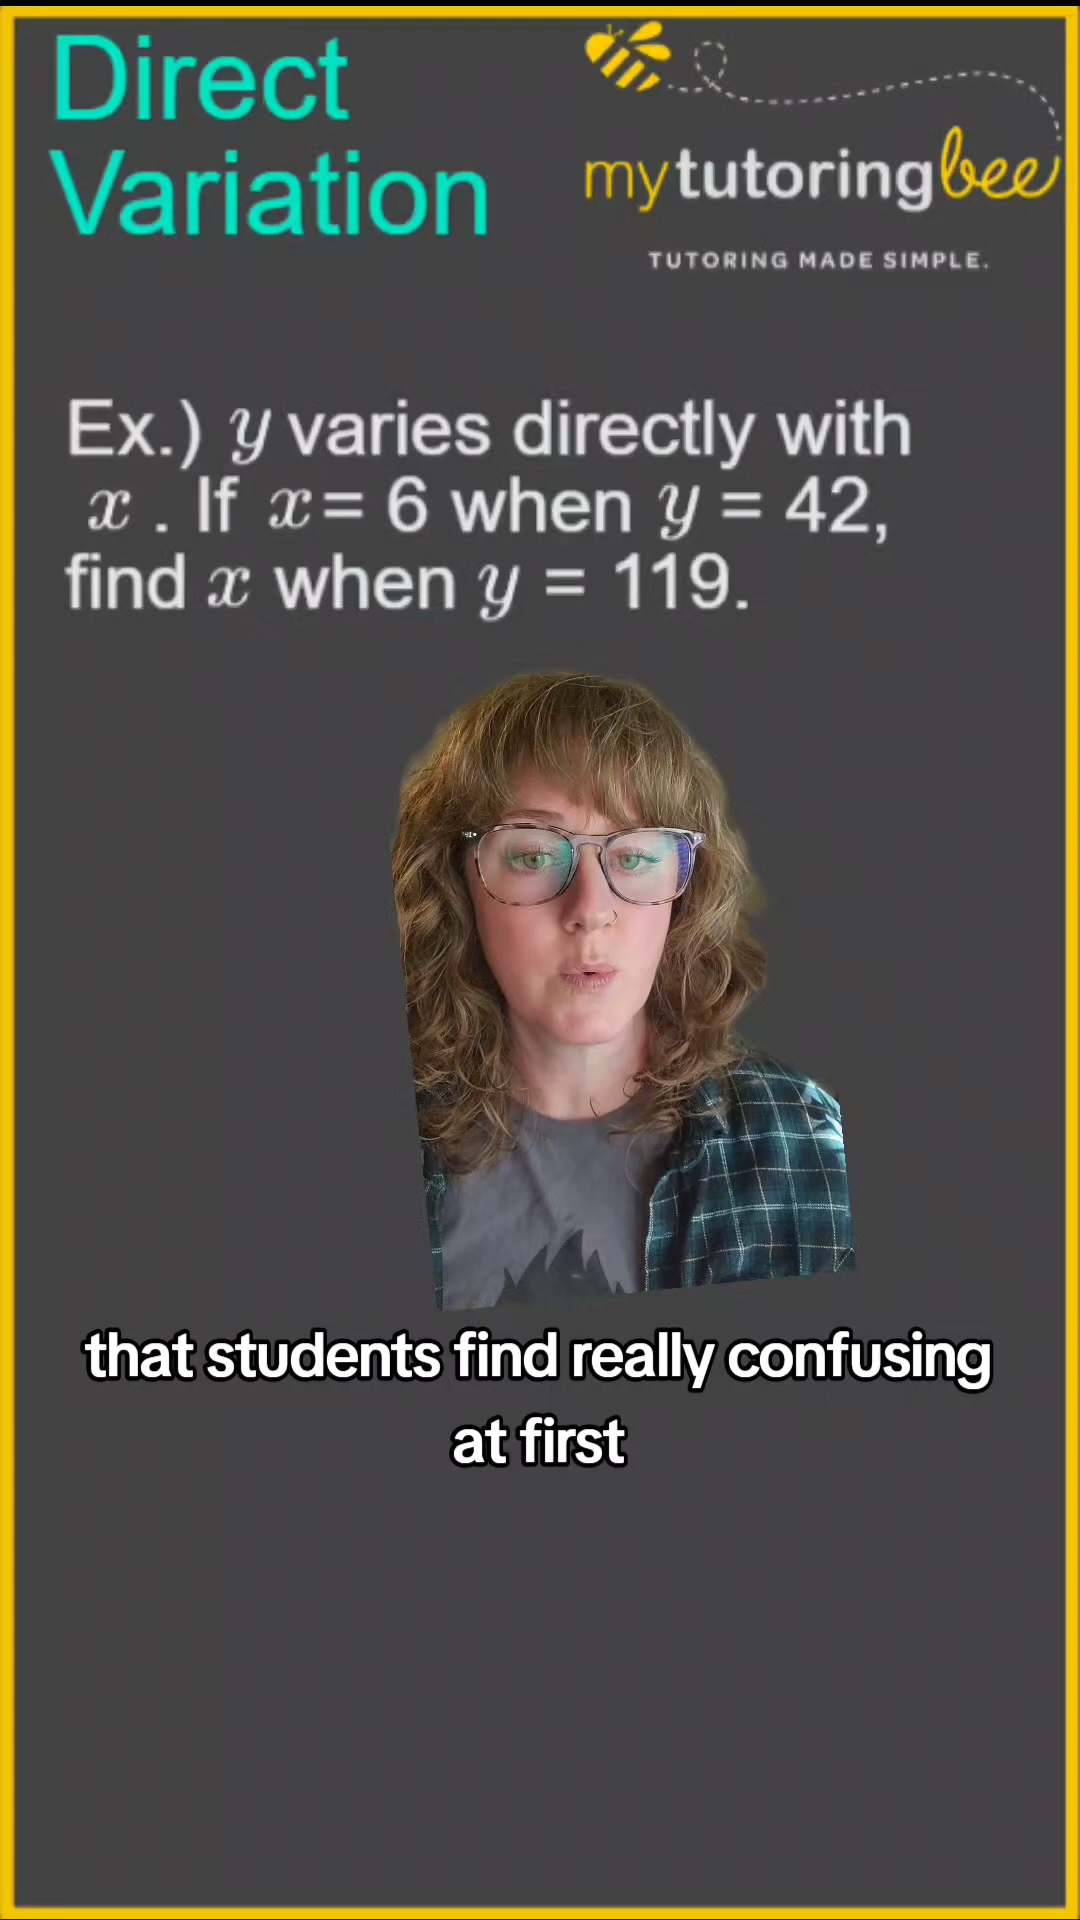 Direct
Variation
mytutoringbee
TUTORING MADE SIMPLE.
Ex.) y varies directly with
x . If x = 6 when y = 42,
find x when y = 119.
that students find really confusing
at first